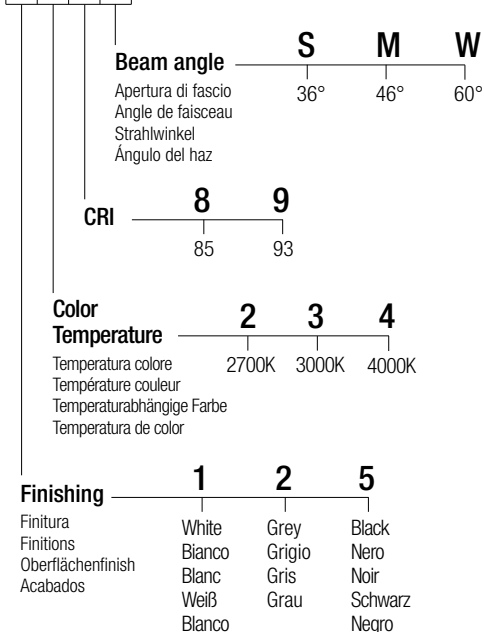 S M W
Beam angle
36° 46° 60°
Apertura di fascio
Angle de faisceau
Strahlwinkel
Ángulo del haz
8 9
CRI
85 93
Color
Temperature
2 3 4
2700K 3000K 4000K
Temperatura colore
Température couleur
Temperaturabhängige Farbe
Temperatura de color
1 2 5
Finishing
Finitura
Finitions
Oberflächenfinish
Acabados
White Grey Black
Bianco Grigio Nero
Blanc Gris Noir
Weiß Grau Schwarz
Blanco Negro